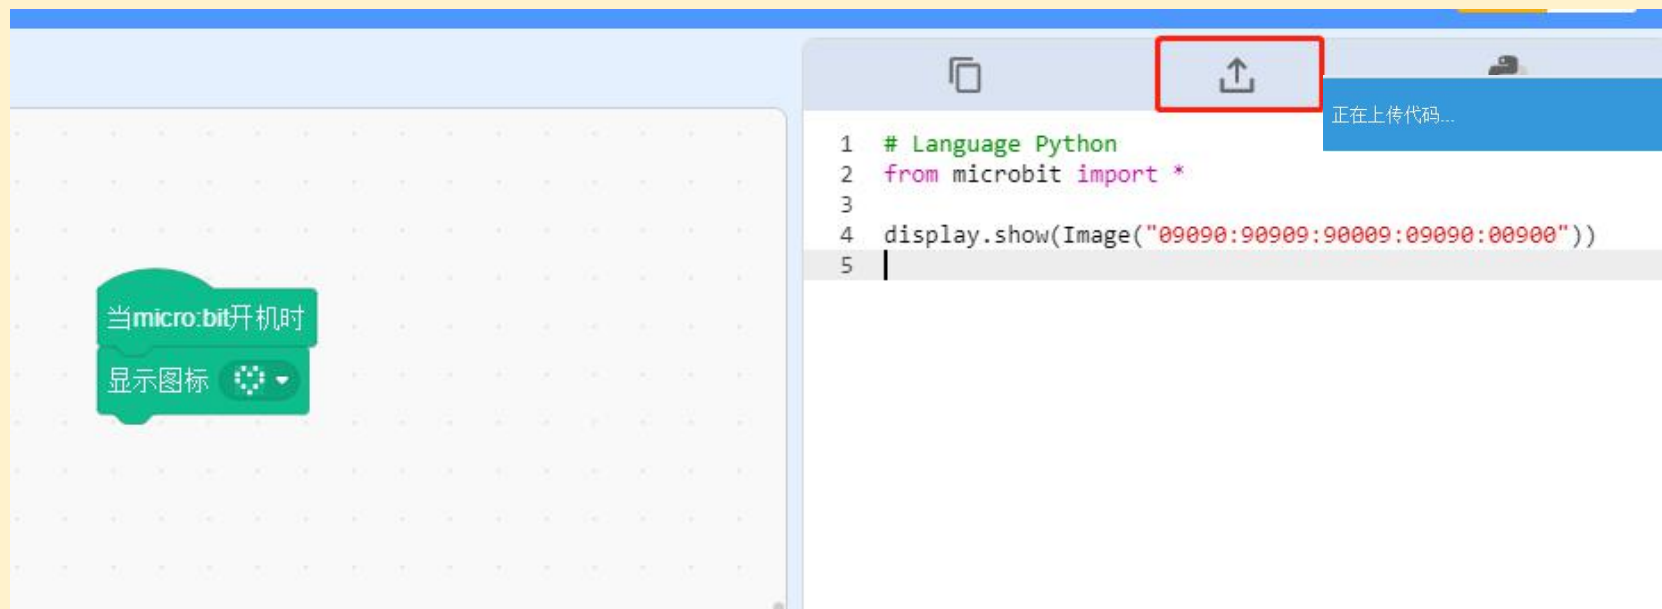 正在上传代码...
1 # Language Python
2 from microbit import *
3
4 display.show(Image("09090:90909:90009:09090:00900"))
5
当micro:bit开机时
显示图标